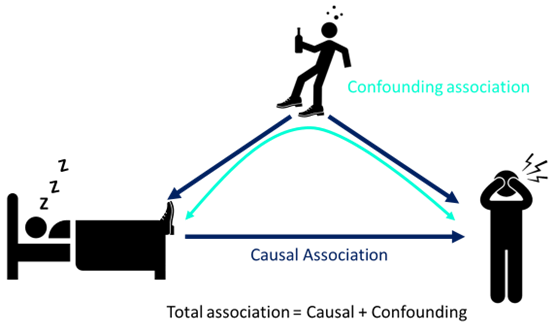 Confounding association
z
z
z
z
Causal Association
Total association = Causal + Confounding